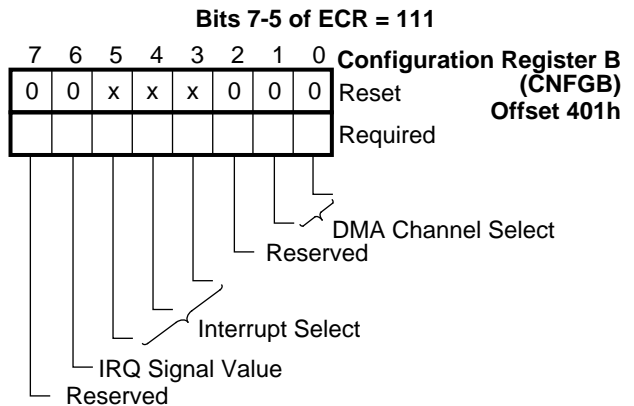 Bits 7-5 of ECR = 111
7 6 5 4 3 2 1 0 Configuration Register B
(CNFGB)
Offset 401h
0 0 x x x 0 0 0 Reset
Required
DMA Channel Select
Reserved
Interrupt Select
IRQ Signal Value
Reserved